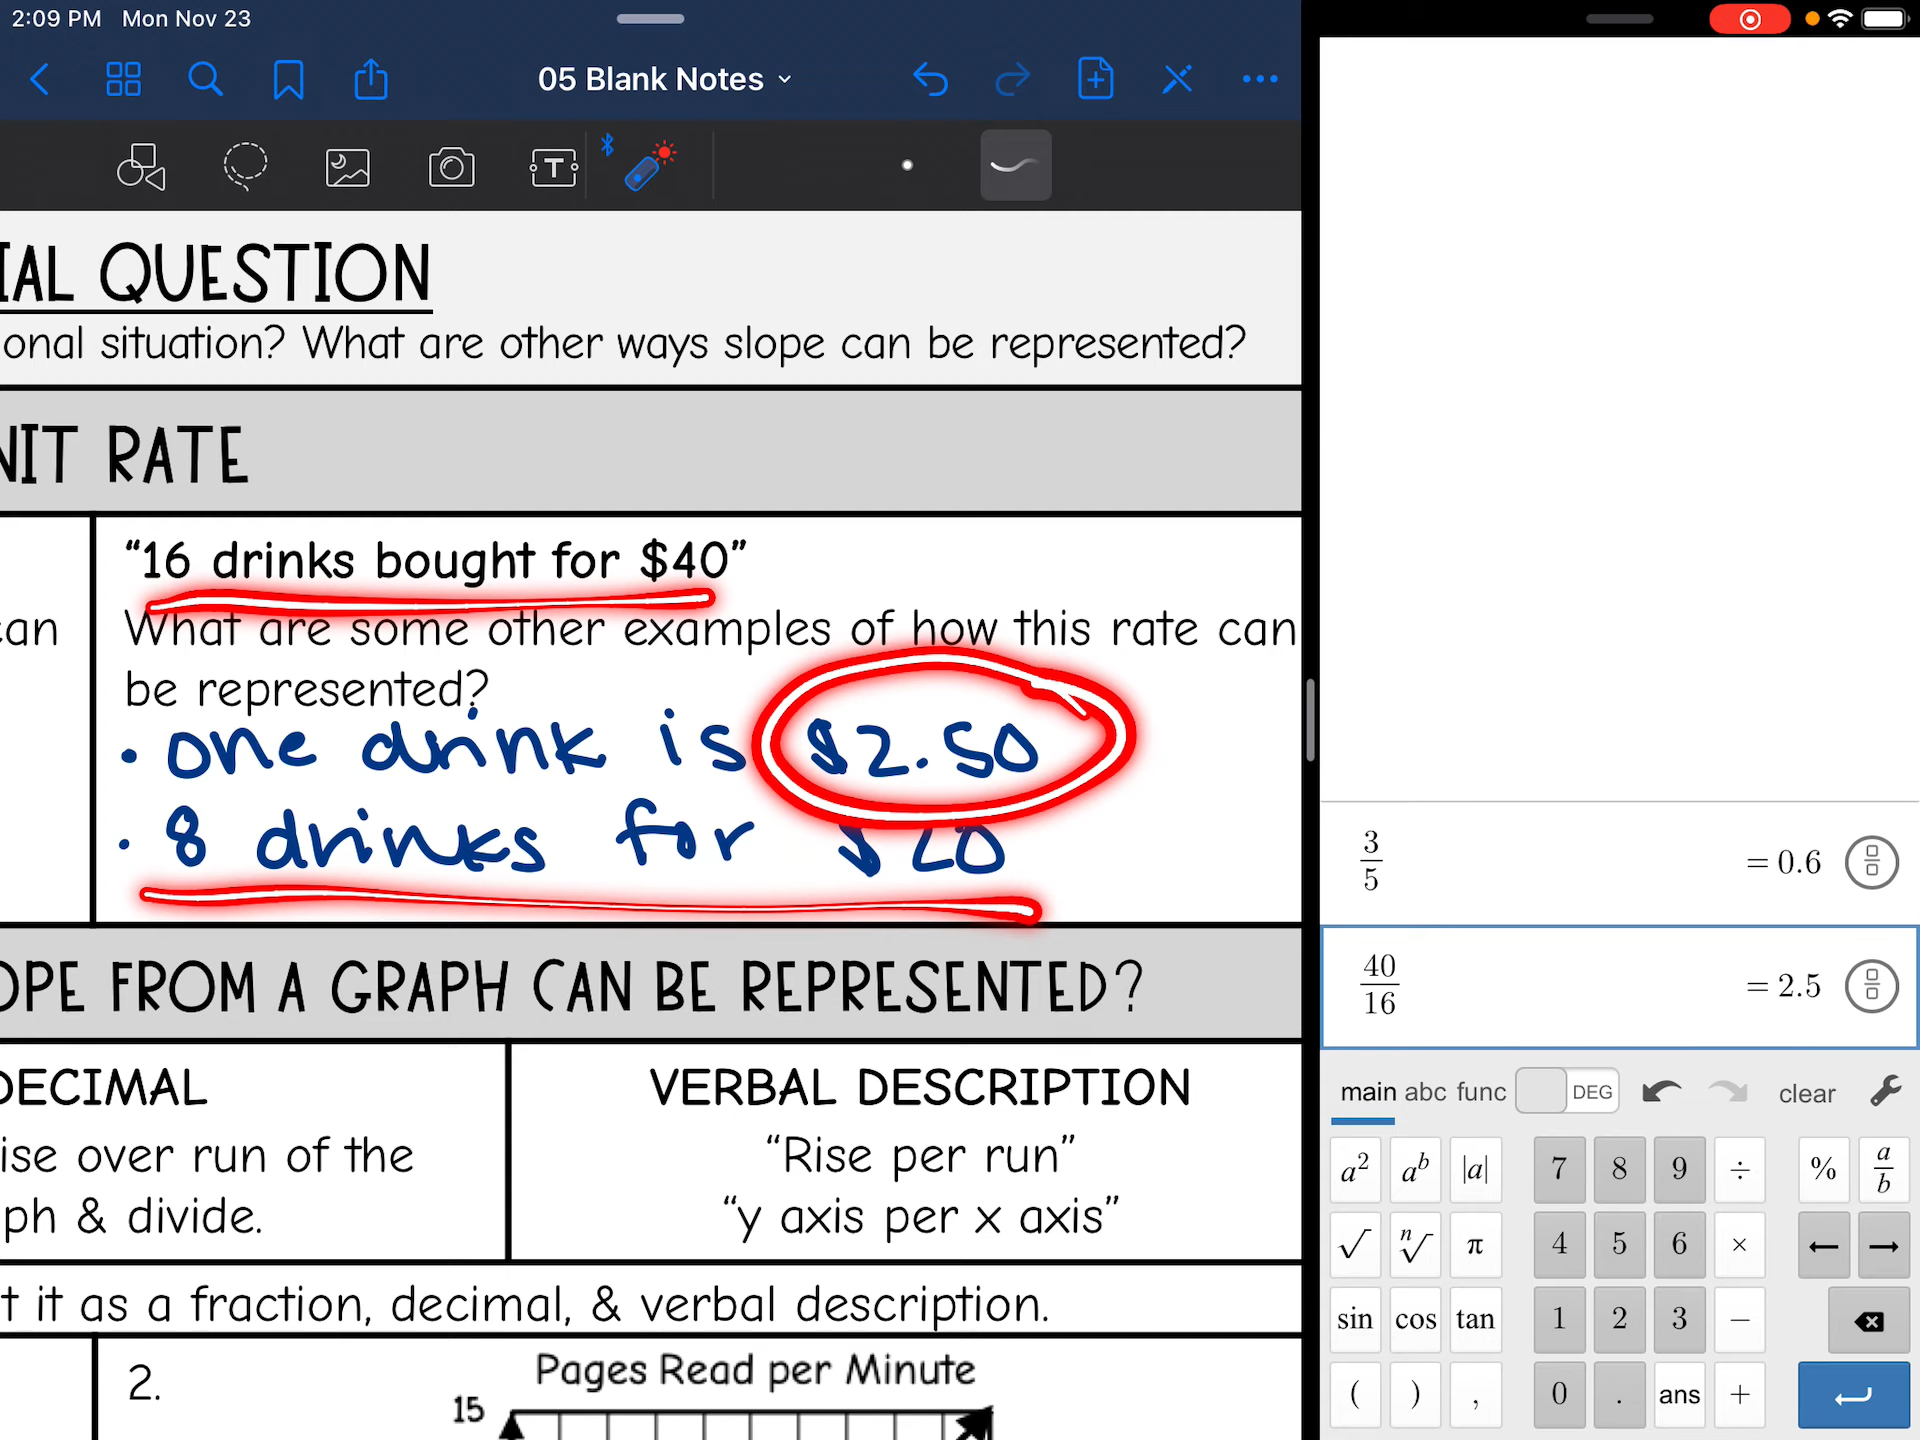 2:09 PM Mon Nov 23
05 Blank Notes
T
IAL QUESTION
onal situation? What are other ways slope can be represented?
NIT RATE
"16 drinks bought for $40"
can
What are some other examples of how this rate can
be represented?
• one drink is $2.50
• 8 drinks for $20
OPE FROM A GRAPH CAN BE REPRESENTED?
DECIMAL
ise over run of the
ph & divide.
VERBAL DESCRIPTION
"Rise per run"
"y axis per x axis"
t it as a fraction, decimal, & verbal description.
2.
Pages Read per Minute
15
3/5 = 0.6
40/16 = 2.5
main abc func DEG clear
a² aᵇ |a| 7 8 9 ÷ % a/b
√ ⁿ√ π 4 5 6 × ← →
sin cos tan 1 2 3 −
( ) , 0 . ans +